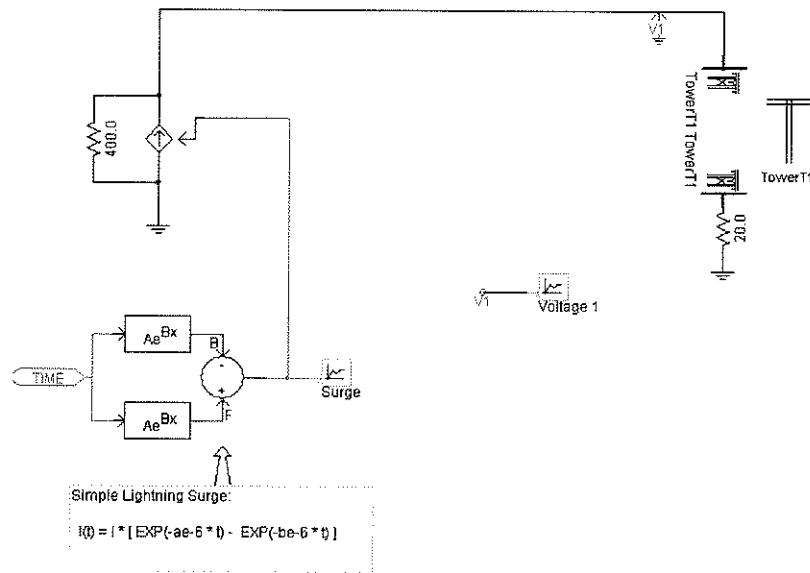 V1
400.0
TowerT1 TowerT1
TowerT1
20.0
V1
Voltage 1
Ae^Bx
B
-
TIME
+
Surge
F
Ae^Bx
Simple Lightning Surge:
I(t) = I * [ EXP(-ae-6 * t) - EXP(-be-6 * t) ]